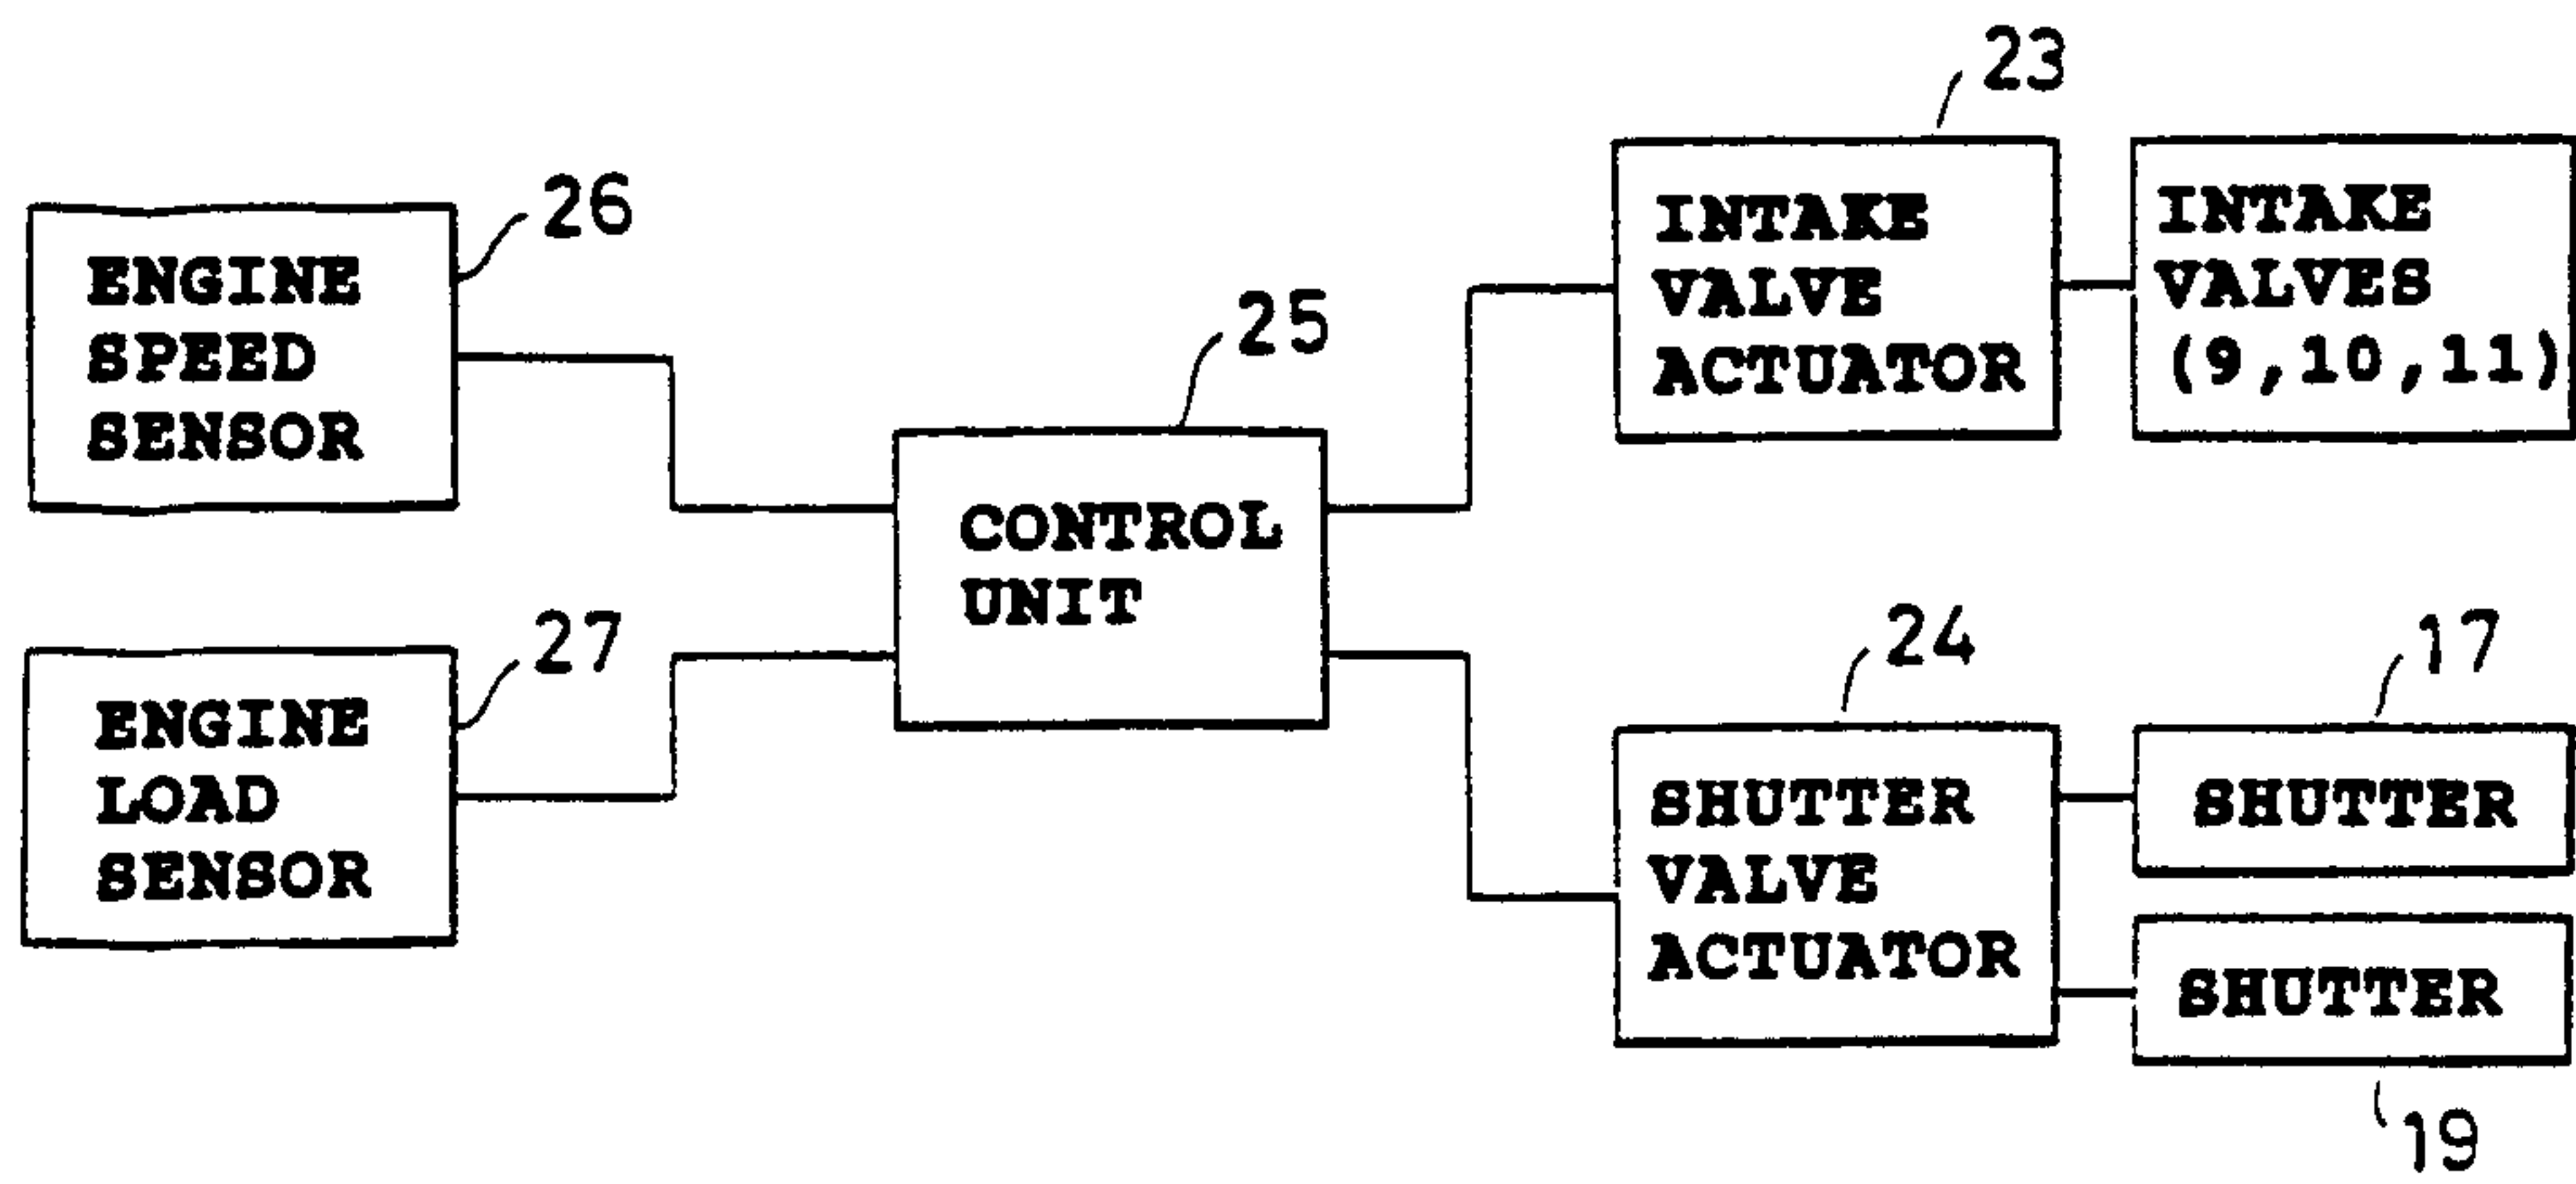 26
ENGINE
SPEED
SENSOR
27
ENGINE
LOAD
SENSOR
25
CONTROL
UNIT
23
INTAKE
VALVE
ACTUATOR
INTAKE
VALVES
(9,10,11)
24
SHUTTER
VALVE
ACTUATOR
17
SHUTTER
SHUTTER
19